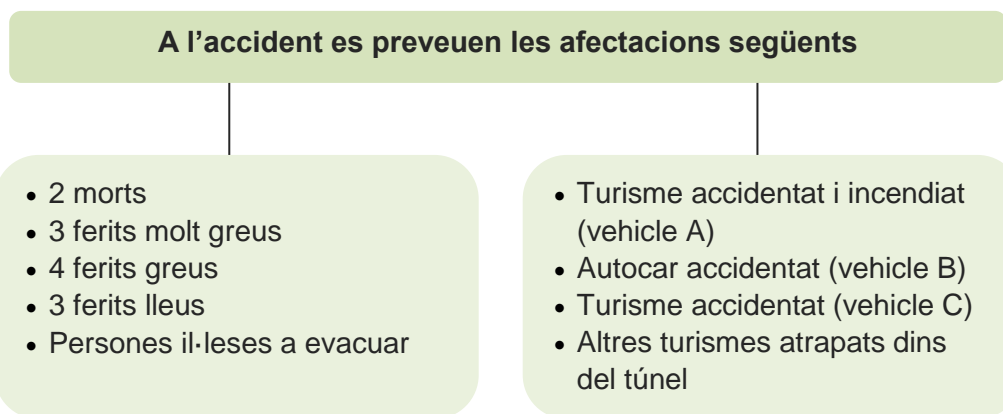 A l’accident es preveuen les afectacions següents
• 2 morts
• 3 ferits molt greus
• 4 ferits greus
• 3 ferits lleus
• Persones il·leses a evacuar
• Turisme accidentat i incendiat
(vehicle A)
• Autocar accidentat (vehicle B)
• Turisme accidentat (vehicle C)
• Altres turismes atrapats dins
del túnel